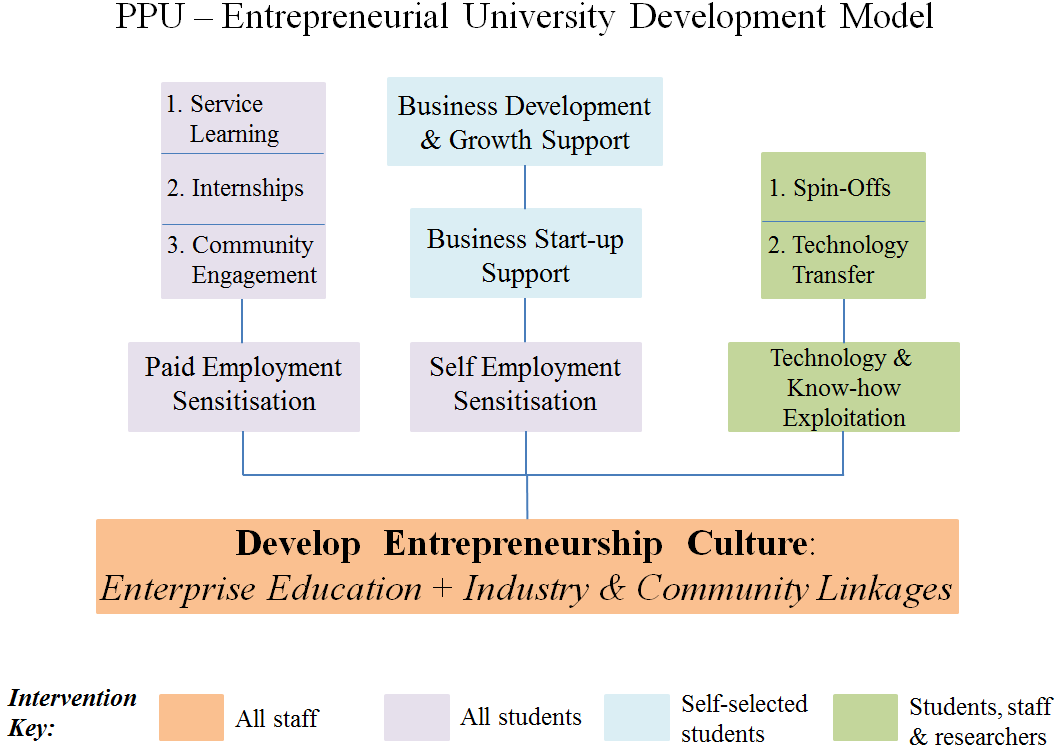 PPU – Entrepreneurial University Development Model
1. Service
Learning
2. Internships
3. Community
Engagement
Paid Employment
Sensitisation
Business Development
& Growth Support
Business Start-up
Support
Self Employment
Sensitisation
1. Spin-Offs
2. Technology
Transfer
Technology &
Know-how
Exploitation
Develop Entrepreneurship Culture:
Enterprise Education + Industry & Community Linkages
Intervention
Key:
All staff
All students
Self-selected
students
Students, staff
& researchers